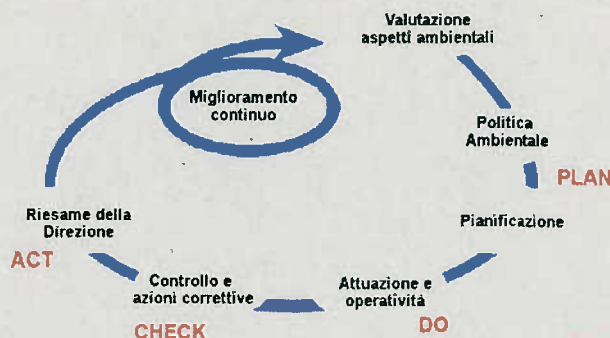 Valutazione
aspetti ambientali
Miglioramento
continuo
Politica
Ambientale
PLAN
Pianificazione
Riesame della
Direzione
ACT
Controllo e
azioni correttive
CHECK
Attuazione e
operatività
DO